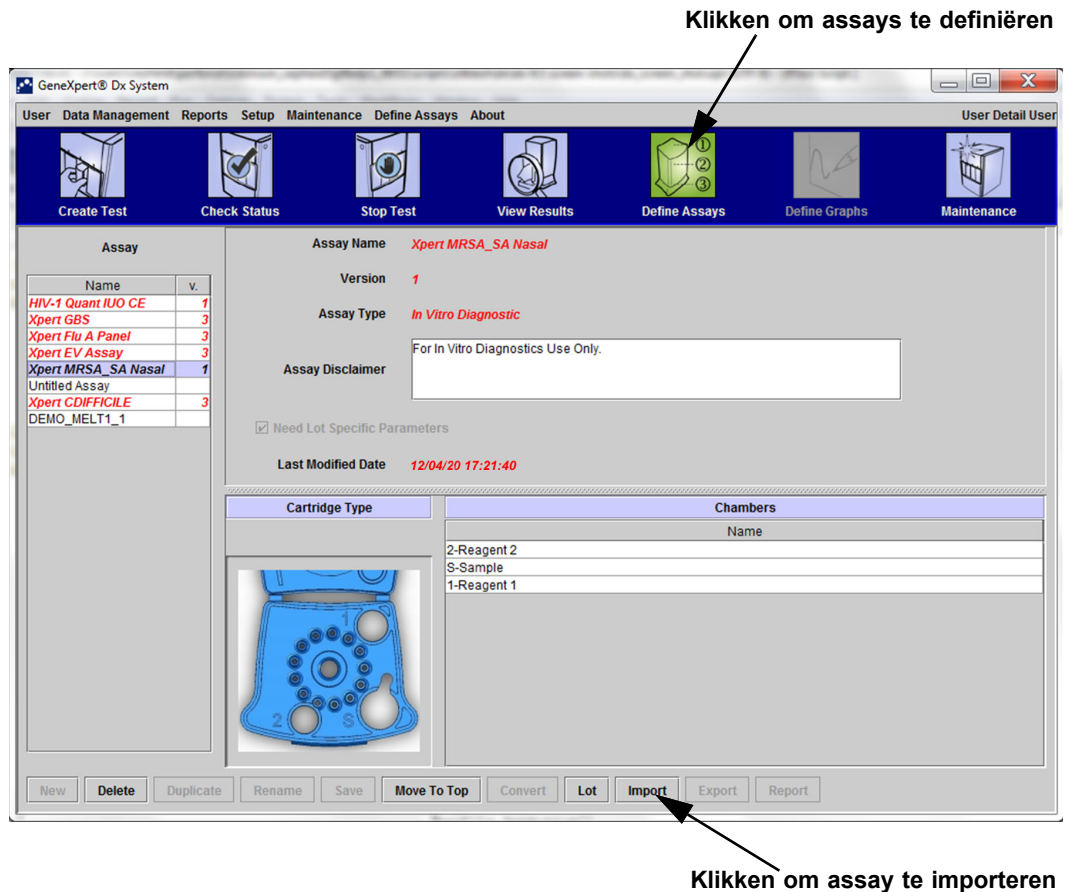 Klikken om assays te definiëren
GeneXpert® Dx System
User Data Management Reports Setup Maintenance Define Assays About User Detail User
1
2
3
Create Test Check Status Stop Test View Results Define Assays Define Graphs Maintenance
Assay
Name v.
HIV-1 Quant IUO CE 1
Xpert GBS 3
Xpert Flu A Panel 3
Xpert EV Assay 3
Xpert MRSA_SA Nasal 1
Untitled Assay
Xpert CDIFFICILE 3
DEMO_MELT1_1
Assay Name Xpert MRSA_SA Nasal
Version 1
Assay Type In Vitro Diagnostic
Assay Disclaimer For In Vitro Diagnostics Use Only.
Need Lot Specific Parameters
Last Modified Date 12/04/20 17:21:40
Cartridge Type
1
2 S
Chambers
Name
2-Reagent 2
S-Sample
1-Reagent 1
New Delete Duplicate Rename Save Move To Top Convert Lot Import Export Report
Klikken om assay te importeren